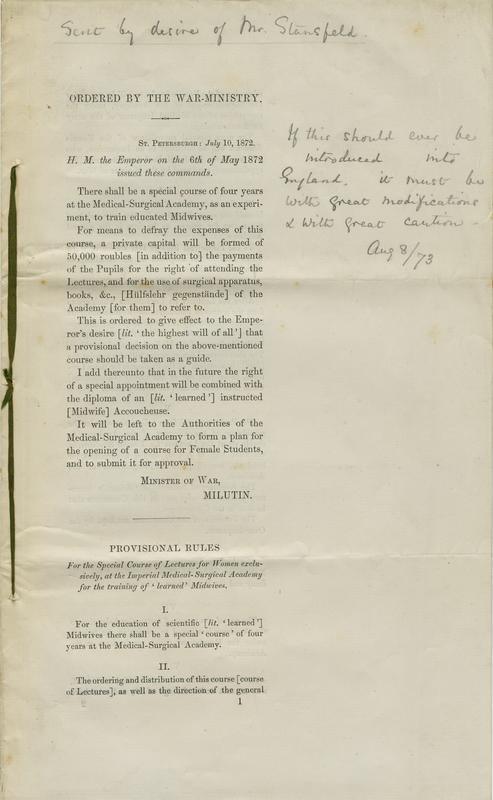 Sent by desire of Mr. Stansfeld.
ORDERED BY THE WAR-MINISTRY.
ST. PETERSBURGH: July 10, 1872.
H. M. the Emperor on the 6th of May 1872
issued these commands.
There shall be a special course of four years
at the Medical-Surgical Academy, as an experi-
ment, to train educated Midwives.
For means to defray the expenses of this
course, a private capital will be formed of
50,000 roubles [in addition to] the payments
of the Pupils for the right of attending the
Lectures, and for the use of surgical apparatus,
books, &c., [Hülfslehr gegenstände] of the
Academy [for them] to refer to.
This is ordered to give effect to the Empe-
ror's desire [lit. 'the highest will of all'] that
a provisional decision on the above-mentioned
course should be taken as a guide.
I add thereunto that in the future the right
of a special appointment will be combined with
the diploma of an [lit. 'learned'] instructed
[Midwife] Accoucheuse.
It will be left to the Authorities of the
Medical-Surgical Academy to form a plan for
the opening of a course for Female Students,
and to submit it for approval.
MINISTER OF WAR,
MILUTIN.
PROVISIONAL RULES
For the Special Course of Lectures for Women exclu-
sively, at the Imperial Medical-Surgical Academy
for the training of 'learned' Midwives.
I.
For the education of scientific [lit. 'learned']
Midwives there shall be a special 'course' of four
years at the Medical-Surgical Academy.
II.
The ordering and distribution of this course [course
of Lectures], as well as the direction of the general
1
If this should ever be
introduced into
England, it must be
with great modifications
& with great caution -
Aug 8/73